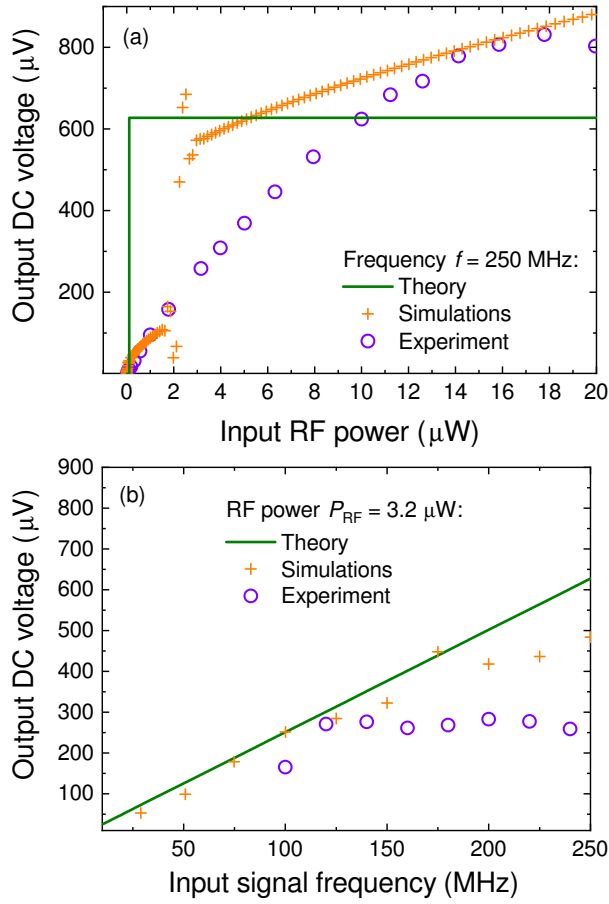 (a)
800
600
400
200
Output DC voltage (μV)
Frequency f = 250 MHz:
Theory
Simulations
Experiment
0 2 4 6 8 10 12 14 16 18 20
Input RF power (μW)
(b)
900
800
700
600
500
400
300
200
100
Output DC voltage (μV)
RF power P_RF = 3.2 μW:
Theory
Simulations
Experiment
50 100 150 200 250
Input signal frequency (MHz)